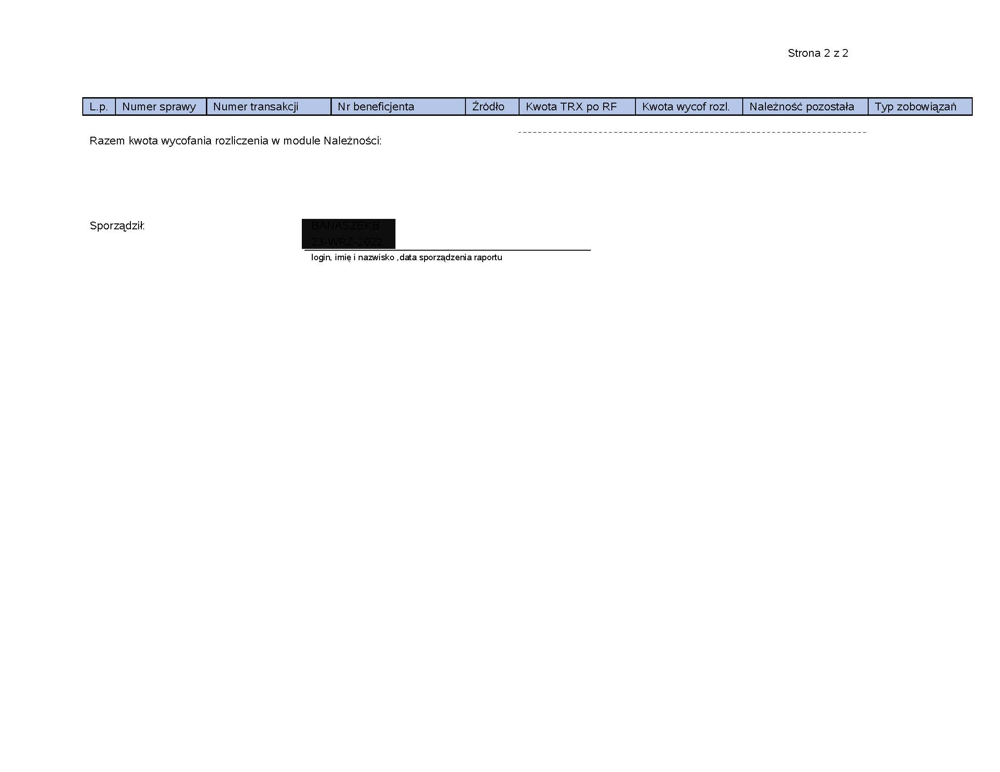 Strona 2 z 2
L.p. Numer sprawy Numer transakcji Nr beneficjenta Źródło Kwota TRX po RF Kwota wycof rozl. Należność pozostała Typ zobowiązań
Razem kwota wycofania rozliczenia w module Należności:
Sporządził:
login, imię i nazwisko ,data sporządzenia raportu